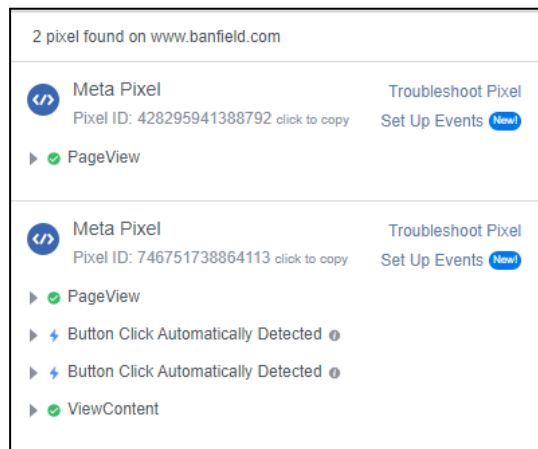 2 pixel found on www.banfield.com
</>
Meta Pixel
Troubleshoot Pixel
Pixel ID: 428295941388792 click to copy
Set Up Events New!
PageView
</>
Meta Pixel
Troubleshoot Pixel
Pixel ID: 746751738864113 click to copy
Set Up Events New!
PageView
Button Click Automatically Detected
Button Click Automatically Detected
ViewContent